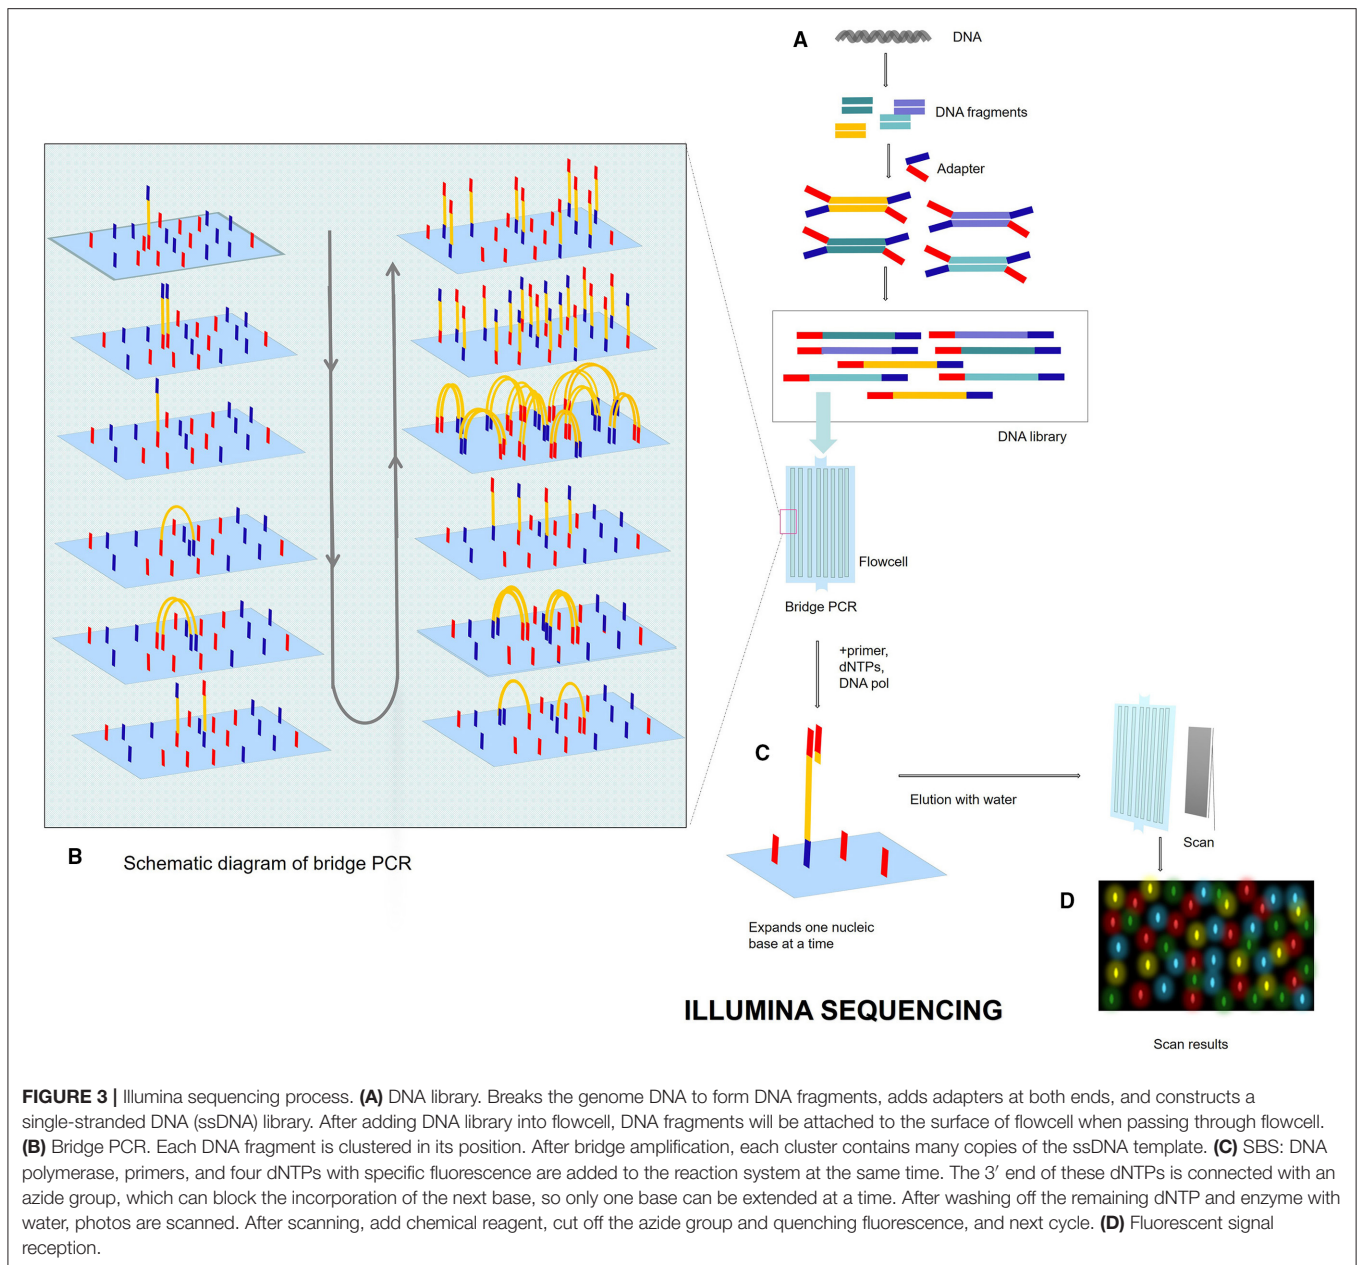 A
DNA
DNA fragments
Adapter
DNA library
Flowcell
Bridge PCR
+primer,
dNTPs,
DNA pol
B
Schematic diagram of bridge PCR
C
Elution with water
Scan
Expands one nucleic
base at a time
D
ILLUMINA SEQUENCING
Scan results
FIGURE 3 | Illumina sequencing process. (A) DNA library. Breaks the genome DNA to form DNA fragments, adds adapters at both ends, and constructs a
single-stranded DNA (ssDNA) library. After adding DNA library into flowcell, DNA fragments will be attached to the surface of flowcell when passing through flowcell.
(B) Bridge PCR. Each DNA fragment is clustered in its position. After bridge amplification, each cluster contains many copies of the ssDNA template. (C) SBS: DNA
polymerase, primers, and four dNTPs with specific fluorescence are added to the reaction system at the same time. The 3′ end of these dNTPs is connected with an
azide group, which can block the incorporation of the next base, so only one base can be extended at a time. After washing off the remaining dNTP and enzyme with
water, photos are scanned. After scanning, add chemical reagent, cut off the azide group and quenching fluorescence, and next cycle. (D) Fluorescent signal
reception.